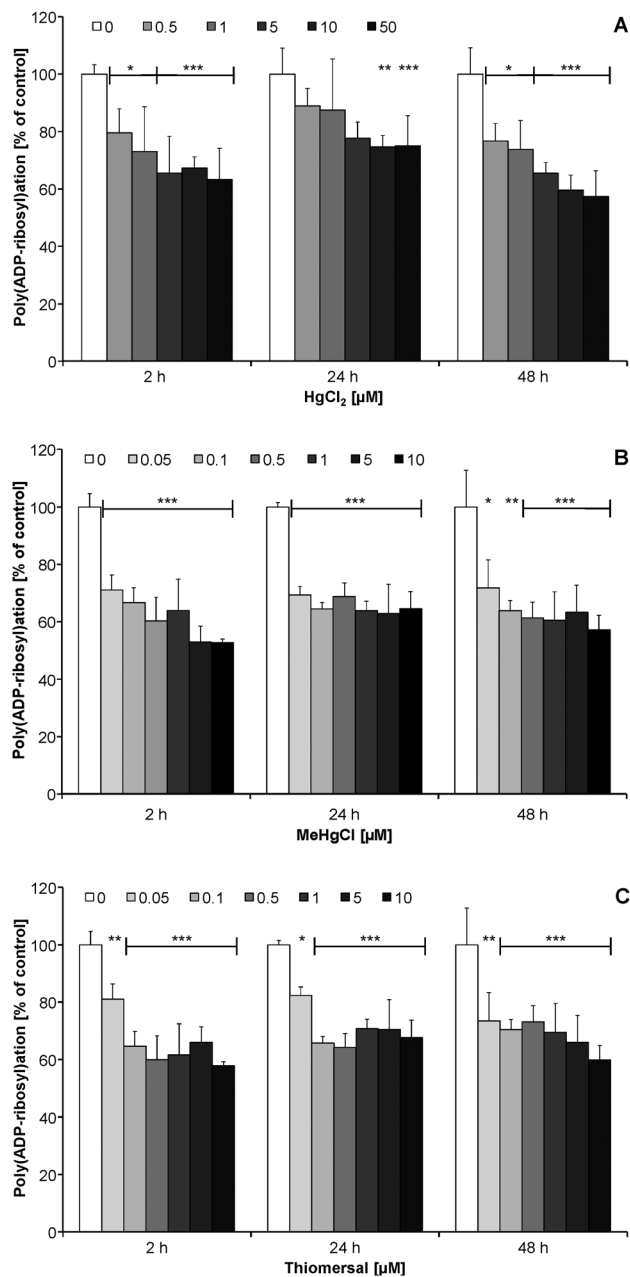 A
0 0.5 1 5 10 50
120
100
80
60
40
20
0
Poly(ADP-ribosyl)ation [% of control]
* *** ** *** * ***
2 h 24 h 48 h
HgCl₂ [µM]
B
0 0.05 0.1 0.5 1 5 10
120
100
80
60
40
20
0
Poly(ADP-ribosyl)ation [% of control]
*** *** * ** ***
2 h 24 h 48 h
MeHgCl [µM]
C
0 0.05 0.1 0.5 1 5 10
120
100
80
60
40
20
0
Poly(ADP-ribosyl)ation [% of control]
** *** * *** ** ***
2 h 24 h 48 h
Thiomersal [µM]